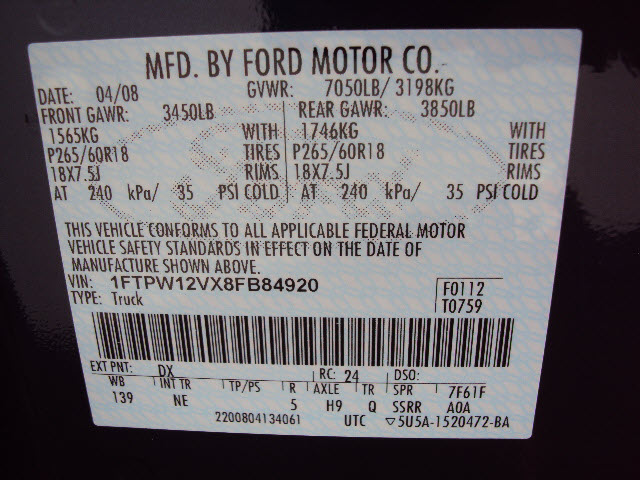 MFD. BY FORD MOTOR CO.
DATE: 04/08 GVWR: 7050LB/ 3198KG
FRONT GAWR: 3450LB REAR GAWR: 3850LB
1565KG WITH 1746KG WITH
P265/60R18 TIRES P265/60R18 TIRES
18X7.5J RIMS 18X7.5J RIMS
AT 240 kPa/ 35 PSI COLD AT 240 kPa/ 35 PSI COLD
THIS VEHICLE CONFORMS TO ALL APPLICABLE FEDERAL MOTOR
VEHICLE SAFETY STANDARDS IN EFFECT ON THE DATE OF
MANUFACTURE SHOWN ABOVE.
VIN: 1FTPW12VX8FB84920 F0112
TYPE: Truck T0759
EXT PNT: DX RC: 24 DSO:
WB INT TR TP/PS R AXLE TR SPR 7F61F
139 NE 5 H9 Q SSRR A0A
2200804134061 UTC ▽5U5A-1520472-BA